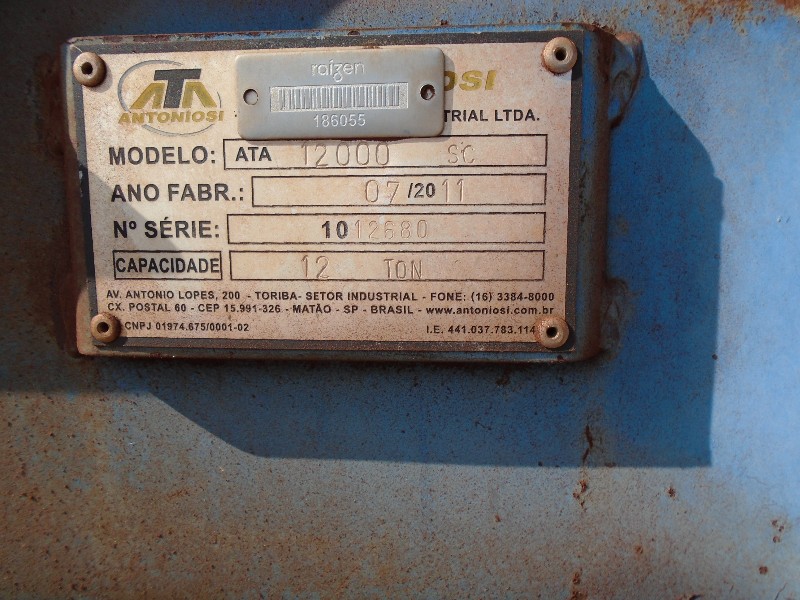 ATA
ANTONIOSI
raízen
186055
OSI
TRIAL LTDA.
MODELO: ATA 12000 SC
ANO FABR.: 07/2011
Nº SÉRIE: 1012680
CAPACIDADE 12 TON
AV. ANTONIO LOPES, 200 - TORIBA- SETOR INDUSTRIAL - FONE: (16) 3384-8000
CX. POSTAL 60 - CEP 15.991-326 - MATÃO - SP - BRASIL - www.antoniosi.com.br
CNPJ 01974.675/0001-02 I.E. 441.037.783.114